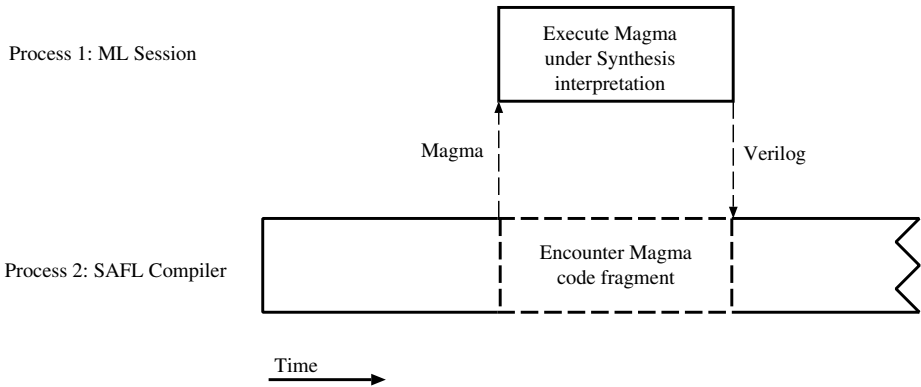 Process 1: ML Session
Execute Magma
under Synthesis
interpretation
Magma
Verilog
Process 2: SAFL Compiler
Encounter Magma
code fragment
Time